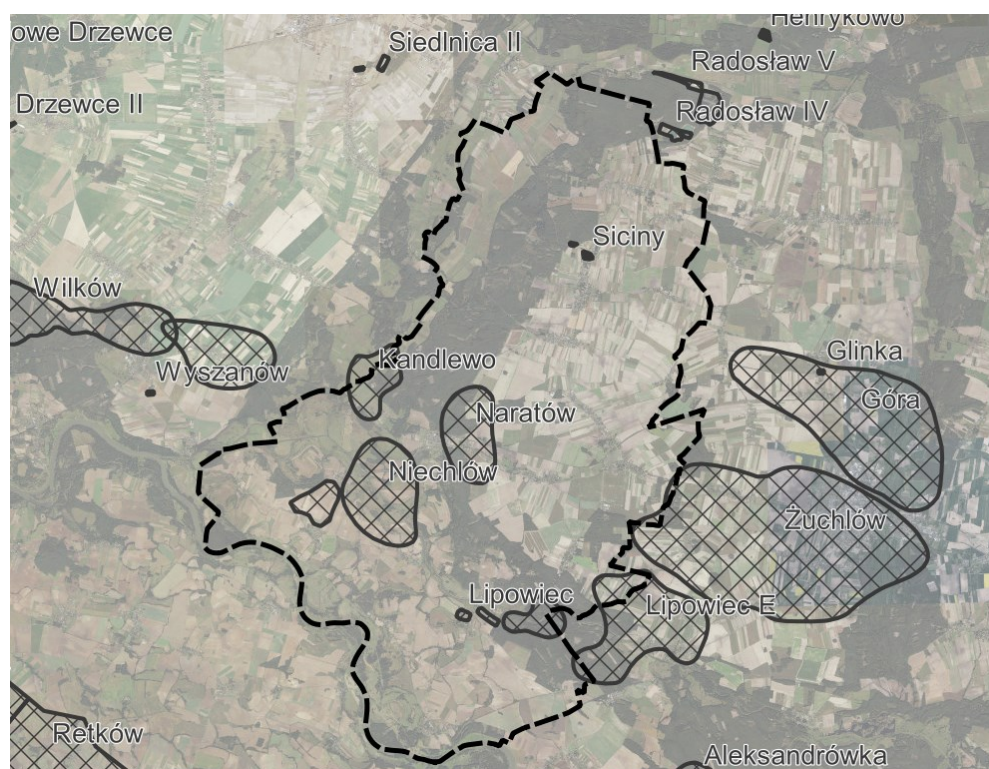 Henrykowo
owe Drzewce
Siedlnica II
Radosław V
Drzewce II
Radosław IV
Siciny
Wilków
Glinka
Kandlewo
Wyszanów
Góra
Naratów
Niechlów
Żuchlów
Lipowiec
Lipowiec E
Retków
Aleksandrówka